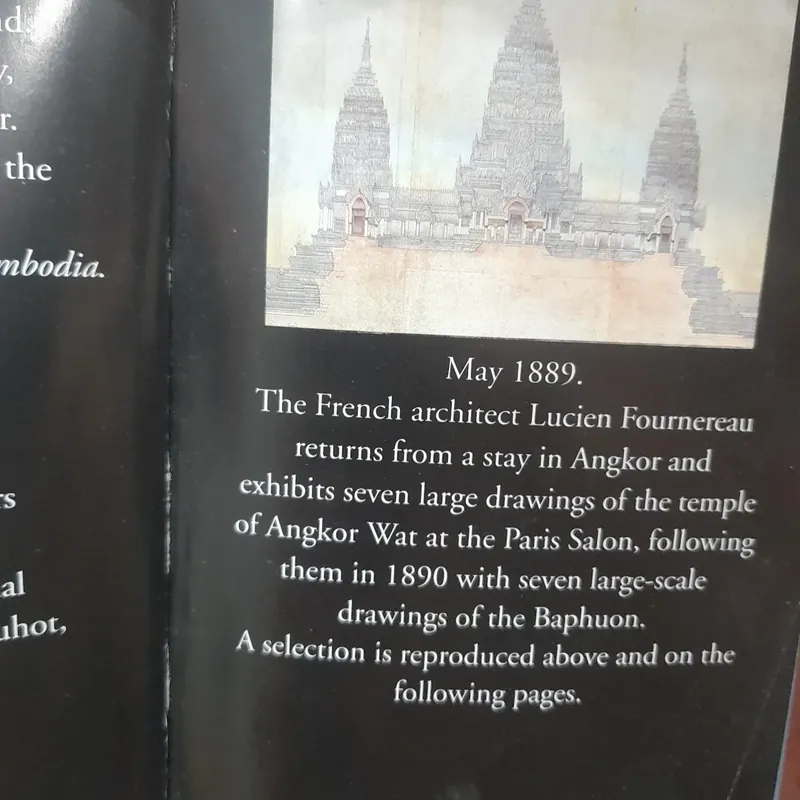 r.
the
mbodia.
rs
al
uhot,
May 1889.
The French architect Lucien Fournereau
returns from a stay in Angkor and
exhibits seven large drawings of the temple
of Angkor Wat at the Paris Salon, following
them in 1890 with seven large-scale
drawings of the Baphuon.
A selection is reproduced above and on the
following pages.